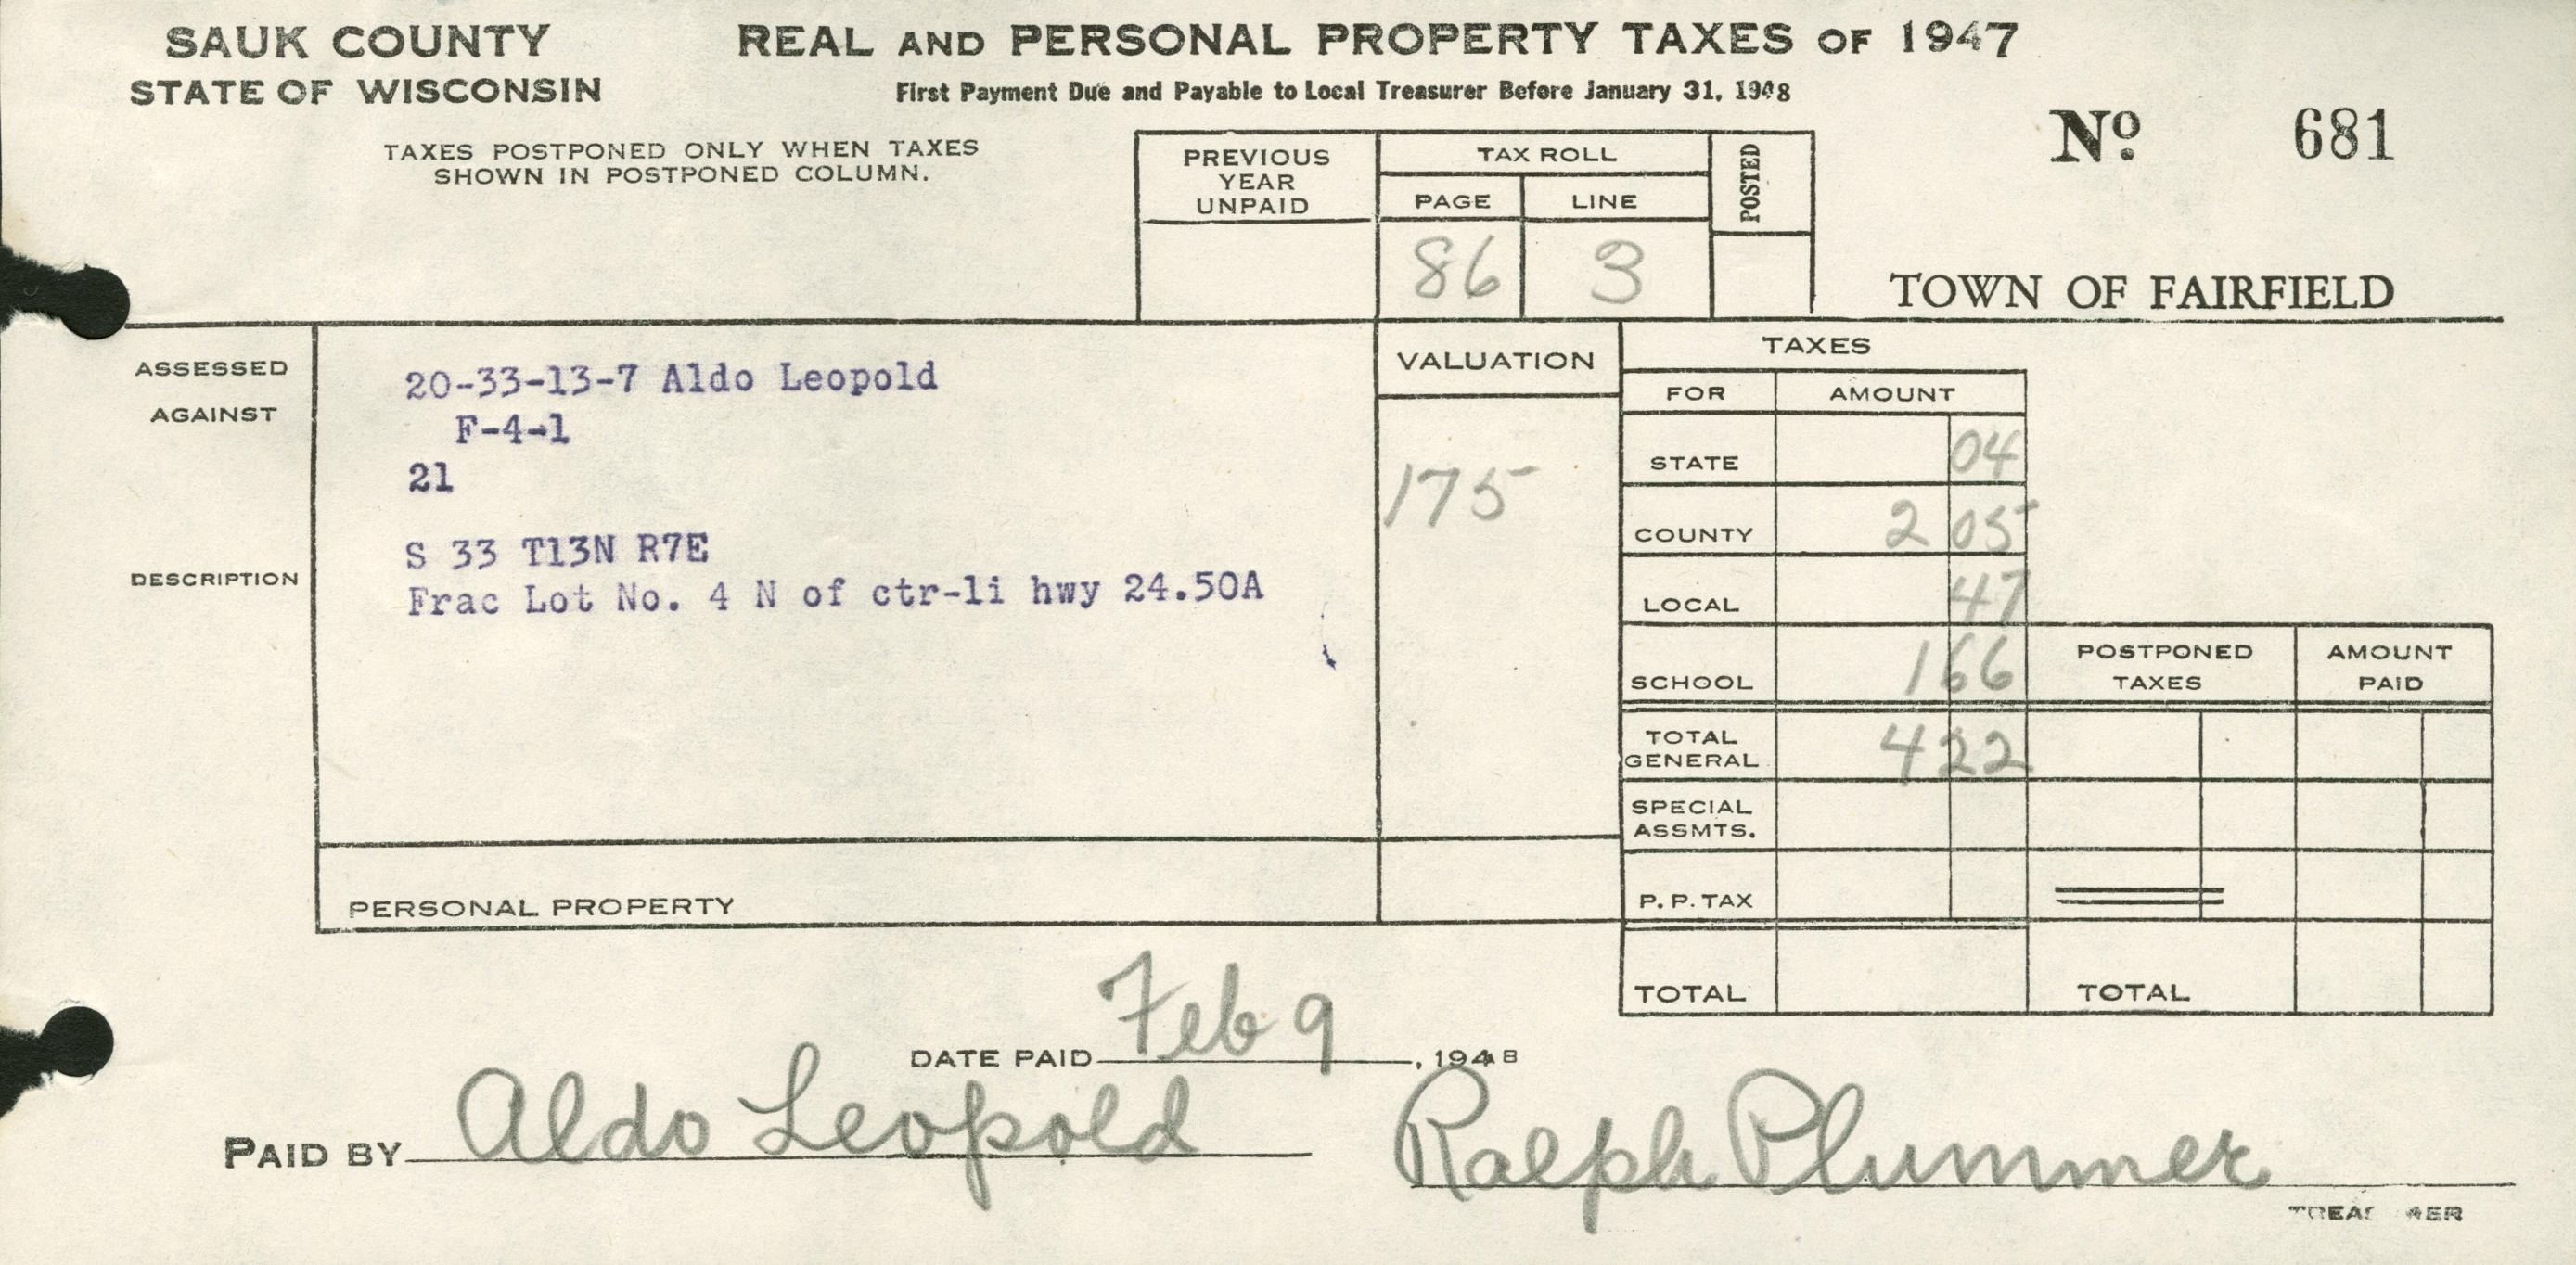 SAUK COUNTY
STATE OF WISCONSIN
REAL AND PERSONAL PROPERTY TAXES OF 1947
First Payment Due and Payable to Local Treasurer Before January 31, 1948
TAXES POSTPONED ONLY WHEN TAXES
SHOWN IN POSTPONED COLUMN.
PREVIOUS
YEAR
UNPAID
TAX ROLL
PAGE LINE
86 3
POSTED
No. 681
TOWN OF FAIRFIELD
ASSESSED
AGAINST
20-33-13-7 Aldo Leopold
F-4-1
21
DESCRIPTION
S 33 T13N R7E
Frac Lot No. 4 N of ctr-li hwy 24.50A
PERSONAL PROPERTY
VALUATION
175
TAXES
FOR AMOUNT
STATE 04
COUNTY 2 05
LOCAL 47
SCHOOL 1 66
POSTPONED
TAXES
AMOUNT
PAID
TOTAL
GENERAL 4 22
SPECIAL
ASSMTS.
P. P. TAX
TOTAL TOTAL
DATE PAID Feb 9, 1948
PAID BY Aldo Leopold
Ralph Plummer
TREASURER